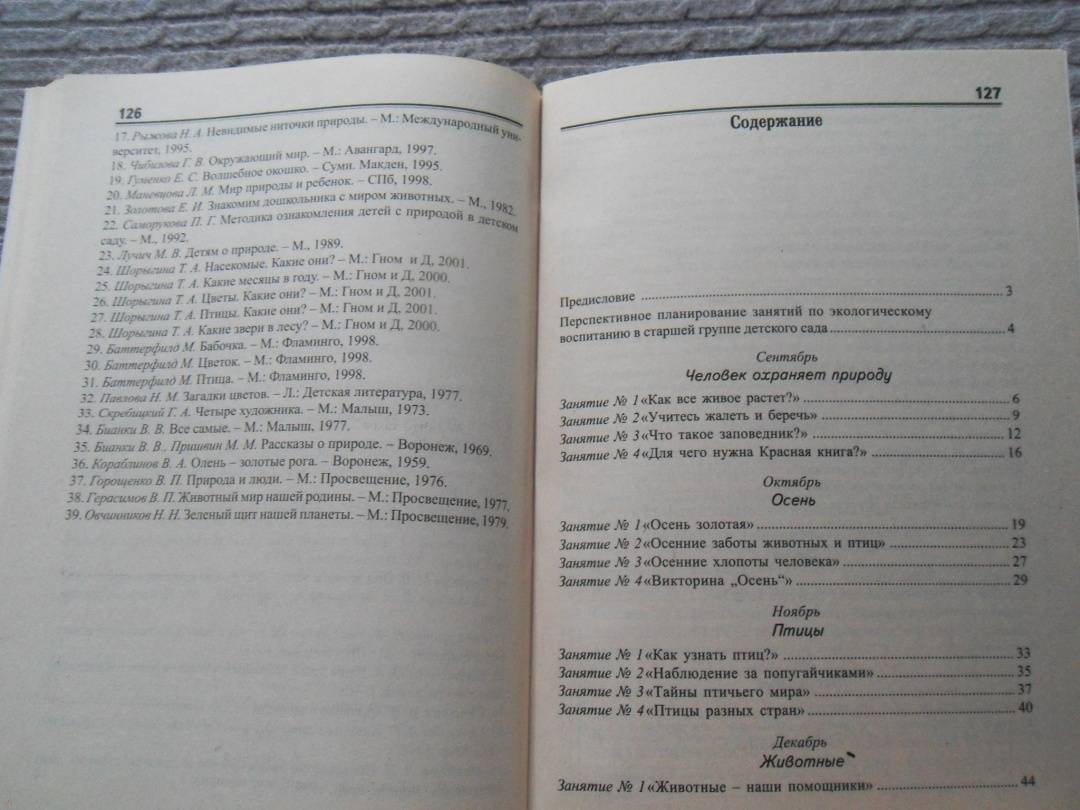 126
17. Рыжова Н. А. Невидимые ниточки природы. – М.: Международный уни-
верситет, 1995.
18. Чибизова Г. В. Окружающий мир. – М.: Авангард, 1997.
19. Гуменко Е. С. Волшебное окошко. – Суми. Макден, 1995.
20. Маневцова Л. М. Мир природы и ребенок. – СПб, 1998.
21. Золотова Е. И. Знакомим дошкольника с миром животных. – М., 1982.
22. Саморукова П. Г. Методика ознакомления детей с природой в детском
саду. – М., 1992.
23. Лучич М. В. Детям о природе. – М., 1989.
24. Шорыгина Т. А. Насекомые. Какие они? – М.: Гном и Д, 2001.
25. Шорыгина Т. А. Какие месяцы в году. – М.: Гном и Д, 2000.
26. Шорыгина Т. А. Цветы. Какие они? – М.: Гном и Д, 2001.
27. Шорыгина Т. А. Птицы. Какие они? – М.: Гном и Д, 2001.
28. Шорыгина Т. А. Какие звери в лесу? – М.: Гном и Д, 2000.
29. Баттерфилд М. Бабочка. – М.: Фламинго, 1998.
30. Баттерфилд М. Цветок. – М.: Фламинго, 1998.
31. Баттерфилд М. Птица. – М.: Фламинго, 1998.
32. Павлова Н. М. Загадки цветов. – Л.: Детская литература, 1977.
33. Скребицкий Г. А. Четыре художника. – М.: Малыш, 1973.
34. Бианки В. В. Все самые. – М.: Малыш, 1977.
35. Бианки В. В., Пришвин М. М. Рассказы о природе. – Воронеж, 1969.
36. Кораблинов В. А. Олень – золотые рога. – Воронеж, 1959.
37. Горощенко В. П. Природа и люди. – М.: Просвещение, 1976.
38. Герасимов В. П. Животный мир нашей родины. – М.: Просвещение, 1977.
39. Овчинников Н. Н. Зеленый щит нашей планеты. – М.: Просвещение, 1979.
127
Содержание
Предисловие ... 3
Перспективное планирование занятий по экологическому
воспитанию в старшей группе детского сада ... 4
Сентябрь
Человек охраняет природу
Занятие № 1 «Как все живое растет?» ... 6
Занятие № 2 «Учитесь жалеть и беречь» ... 9
Занятие № 3 «Что такое заповедник?» ... 12
Занятие № 4 «Для чего нужна Красная книга?» ... 16
Октябрь
Осень
Занятие № 1 «Осень золотая» ... 19
Занятие № 2 «Осенние заботы животных и птиц» ... 23
Занятие № 3 «Осенние хлопоты человека» ... 27
Занятие № 4 «Викторина „Осень“» ... 29
Ноябрь
Птицы
Занятие № 1 «Как узнать птиц?» ... 33
Занятие № 2 «Наблюдение за попугайчиками» ... 35
Занятие № 3 «Тайны птичьего мира» ... 37
Занятие № 4 «Птицы разных стран» ... 40
Декабрь
Животные
Занятие № 1 «Животные – наши помощники» ... 44